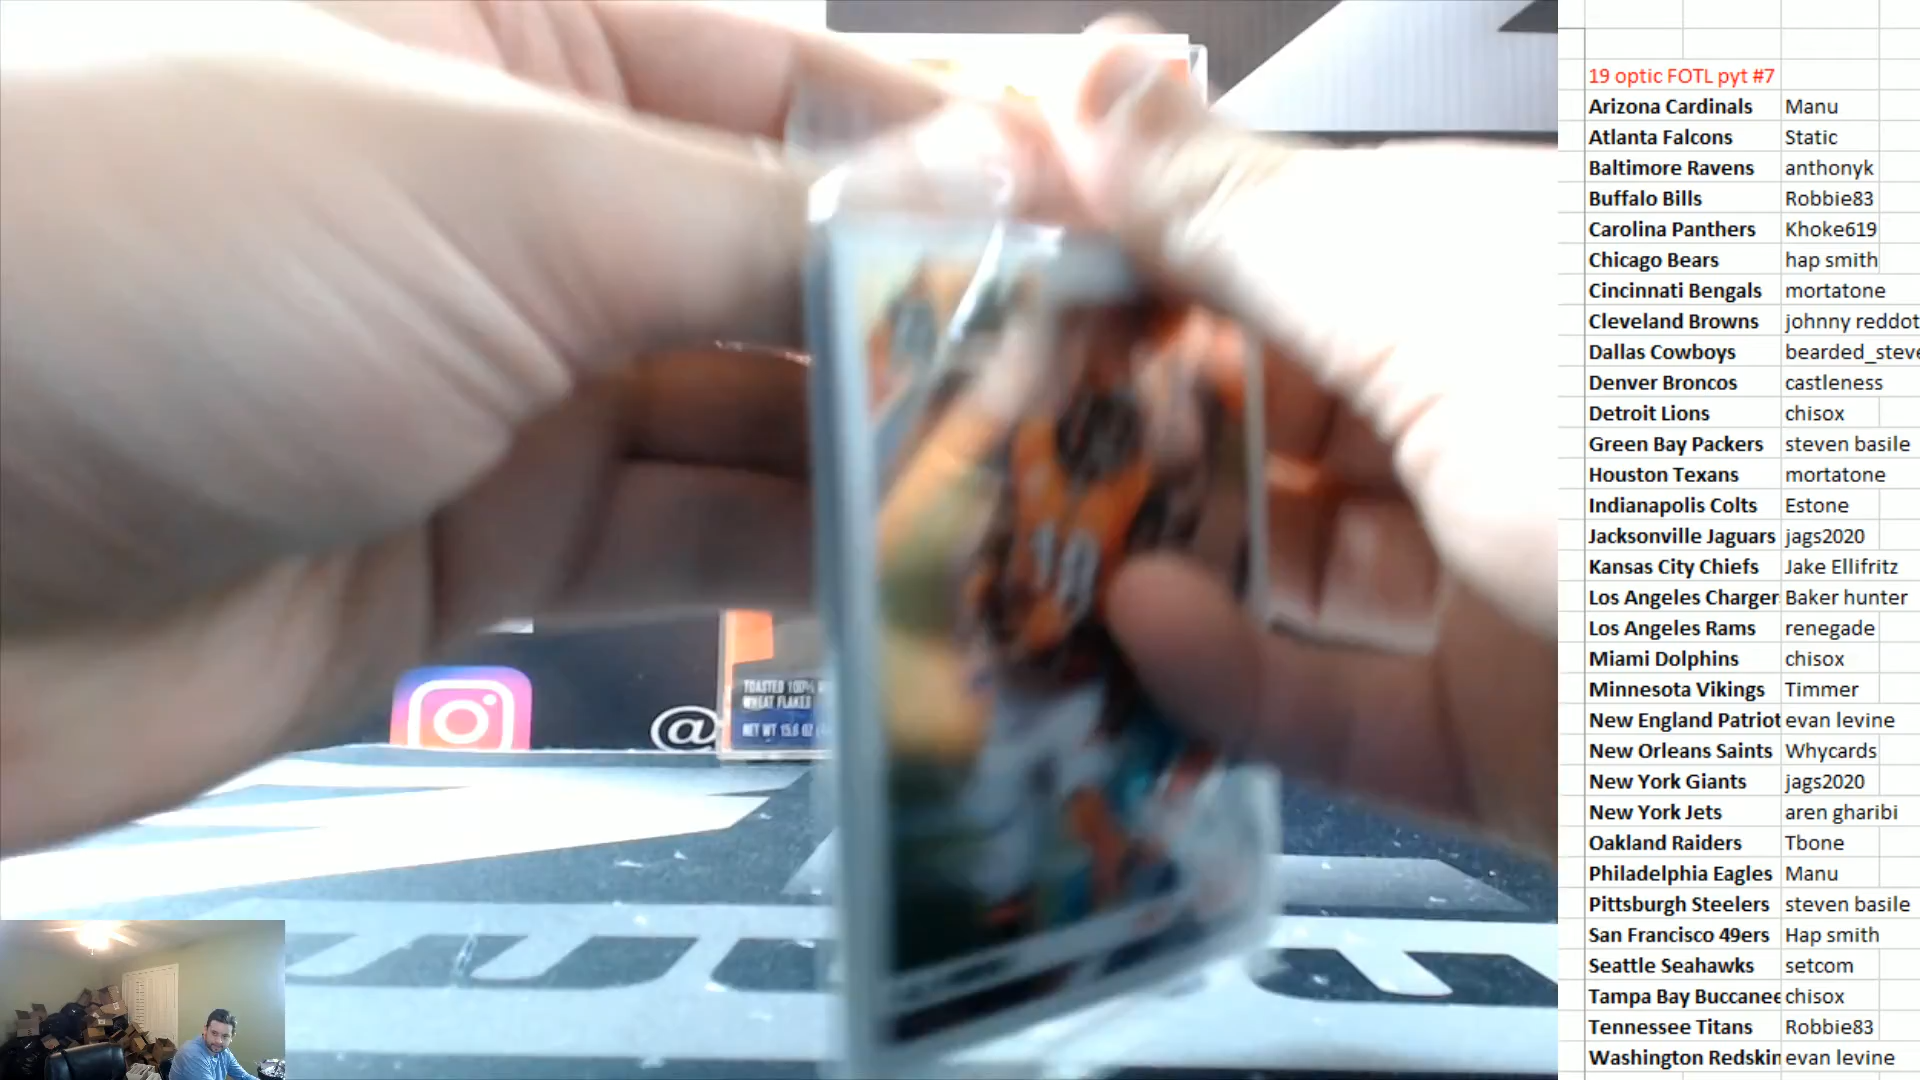 19 optic FOTL pyt #7
Arizona Cardinals Manu
Atlanta Falcons Static
Baltimore Ravens anthonyk
Buffalo Bills Robbie83
Carolina Panthers Khoke619
Chicago Bears hap smith
Cincinnati Bengals mortatone
Cleveland Browns johnny reddot
Dallas Cowboys bearded_steve
Denver Broncos castleness
Detroit Lions chisox
Green Bay Packers steven basile
Houston Texans mortatone
Indianapolis Colts Estone
Jacksonville Jaguars jags2020
Kansas City Chiefs Jake Ellifritz
Los Angeles Charger Baker hunter
Los Angeles Rams renegade
Miami Dolphins chisox
Minnesota Vikings Timmer
New England Patriot evan levine
New Orleans Saints Whycards
New York Giants jags2020
New York Jets aren gharibi
Oakland Raiders Tbone
Philadelphia Eagles Manu
Pittsburgh Steelers steven basile
San Francisco 49ers Hap smith
Seattle Seahawks setcom
Tampa Bay Buccanee chisox
Tennessee Titans Robbie83
Washington Redskin evan levine
TOASTED 100%
WHEAT FLAKES
NET WT 15.6 OZ
@